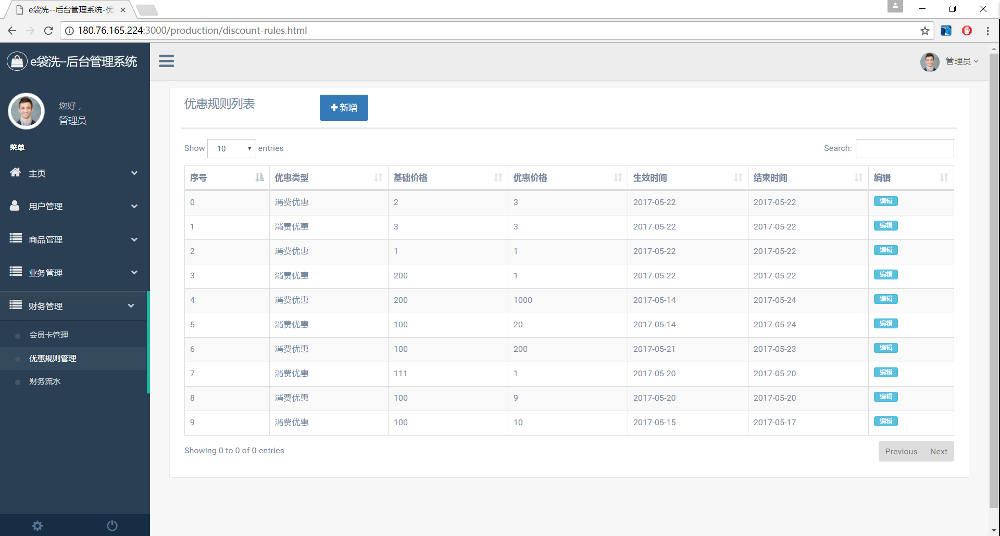 e袋洗--后台管理系统-优
180.76.165.224:3000/production/discount-rules.html
e袋洗--后台管理系统
管理员
您好，
管理员
菜单
主页
用户管理
商品管理
业务管理
财务管理
会员卡管理
优惠规则管理
财务流水
优惠规则列表
新增
Show 10 entries
Search:
序号 优惠类型 基础价格 优惠价格 生效时间 结束时间 编辑
0 消费优惠 2 3 2017-05-22 2017-05-22 编辑
1 消费优惠 3 3 2017-05-22 2017-05-22 编辑
2 消费优惠 1 1 2017-05-22 2017-05-22 编辑
3 消费优惠 200 1 2017-05-22 2017-05-22 编辑
4 消费优惠 200 1000 2017-05-14 2017-05-24 编辑
5 消费优惠 100 20 2017-05-14 2017-05-24 编辑
6 消费优惠 100 200 2017-05-21 2017-05-23 编辑
7 消费优惠 111 1 2017-05-20 2017-05-20 编辑
8 消费优惠 100 9 2017-05-20 2017-05-20 编辑
9 消费优惠 100 10 2017-05-15 2017-05-17 编辑
Showing 0 to 0 of 0 entries
Previous Next